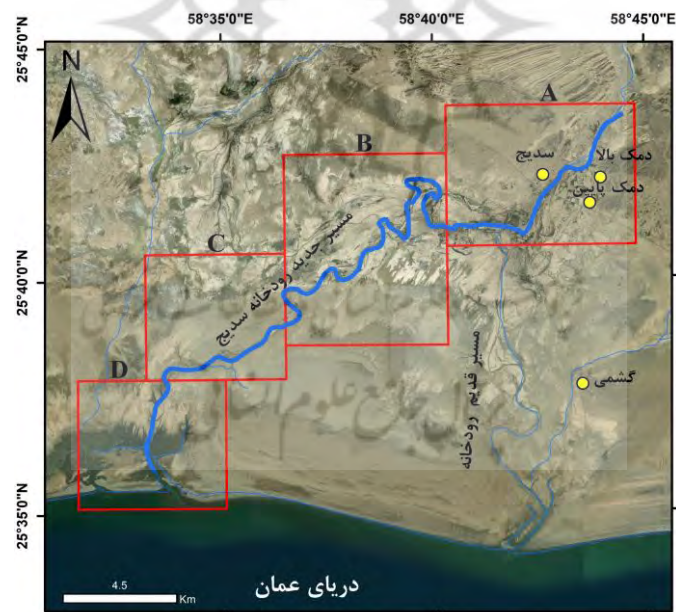 58°35'0"E
58°40'0"E
58°45'0"E
25°45'0"N
N
A
سدیج
دمک بالا
دمک پایین
B
C
مسیر جدید رودخانه سدیج
25°40'0"N
مسیر قدیم رودخانه
گشمی
D
25°35'0"N
4.5
Km
دریای عمان